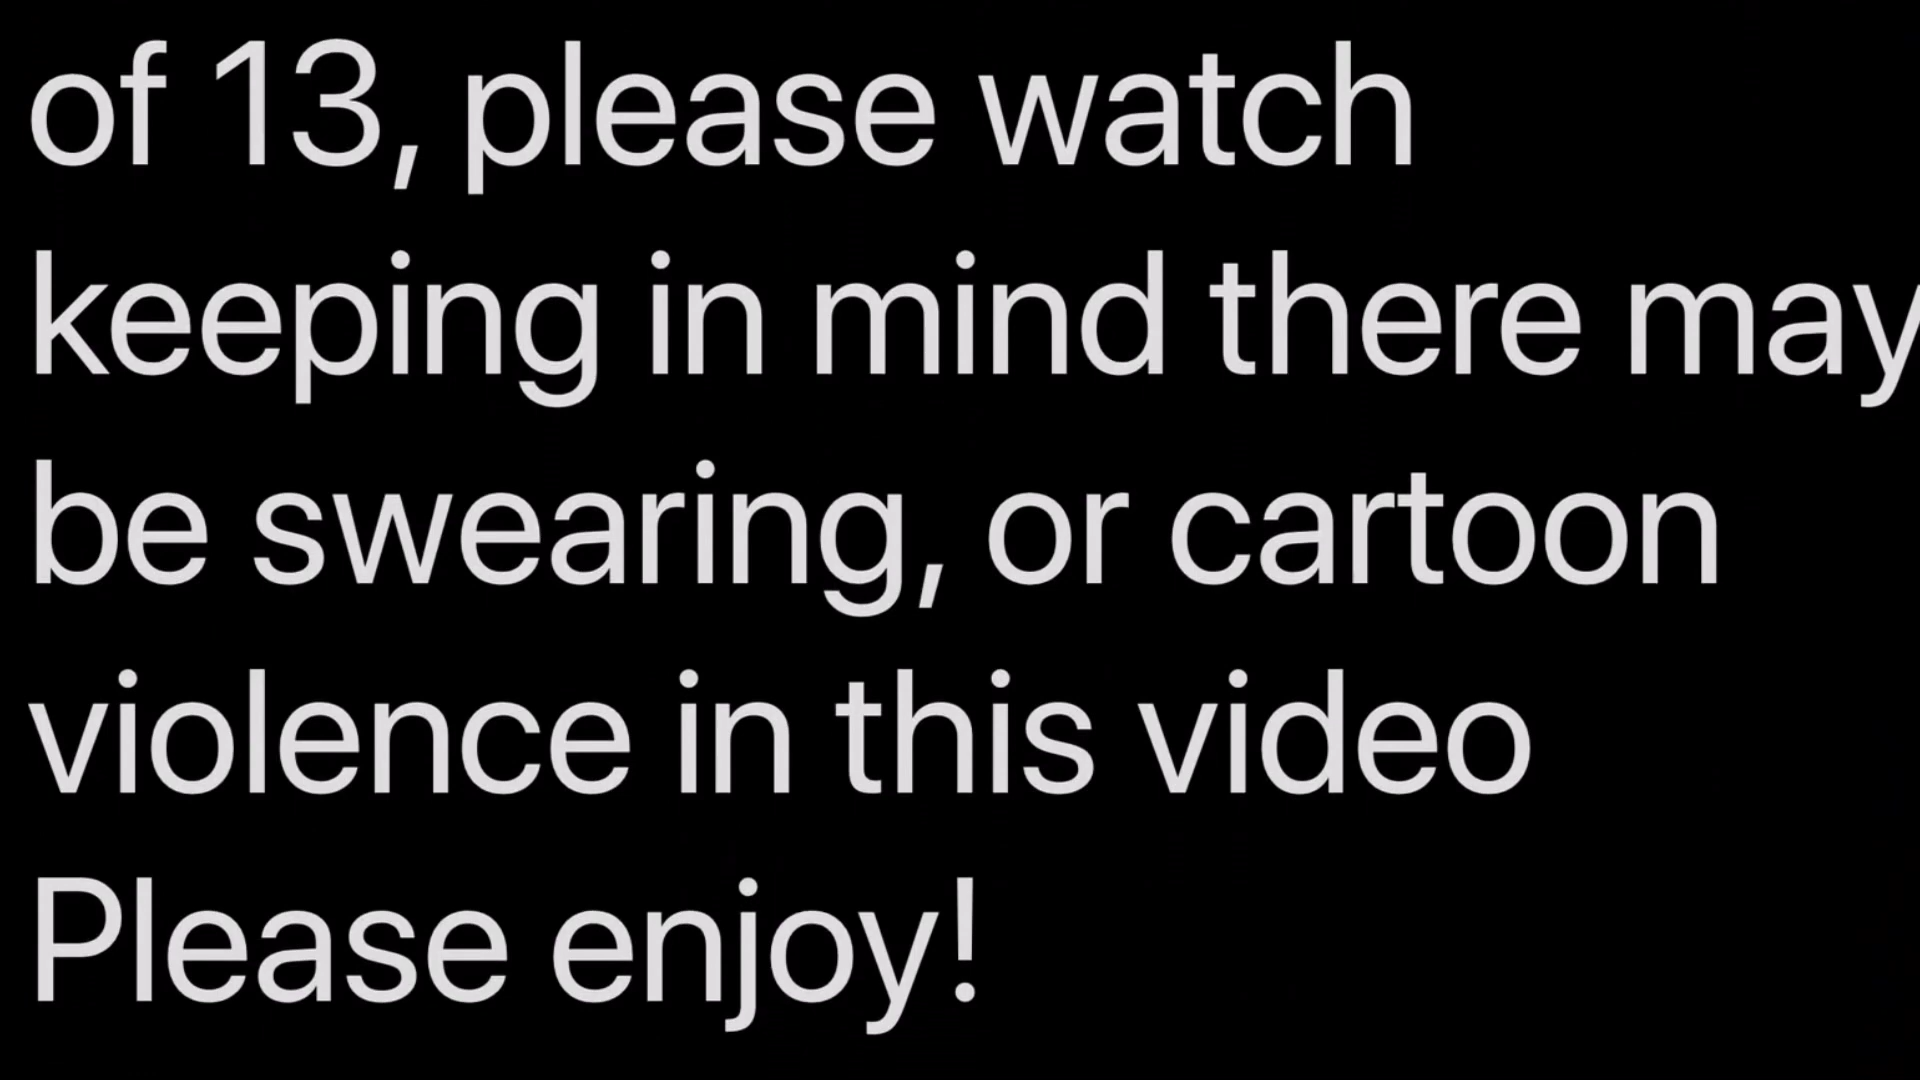 of 13, please watch
keeping in mind there may
be swearing, or cartoon
violence in this video
Please enjoy!